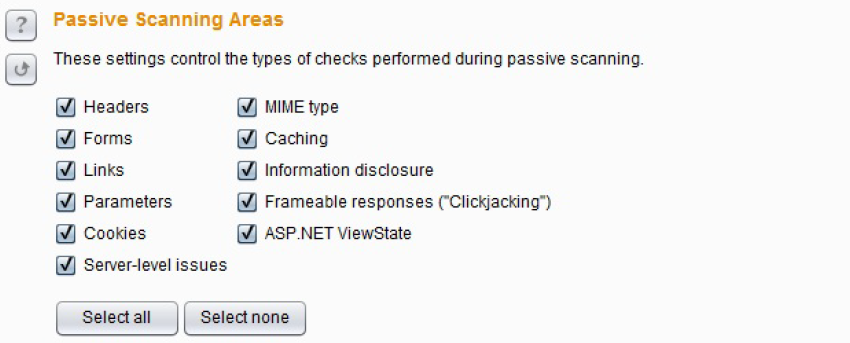 ?
Passive Scanning Areas
These settings control the types of checks performed during passive scanning.
Headers
MIME type
Forms
Caching
Links
Information disclosure
Parameters
Frameable responses ("Clickjacking")
Cookies
ASP.NET ViewState
Server-level issues
Select all
Select none